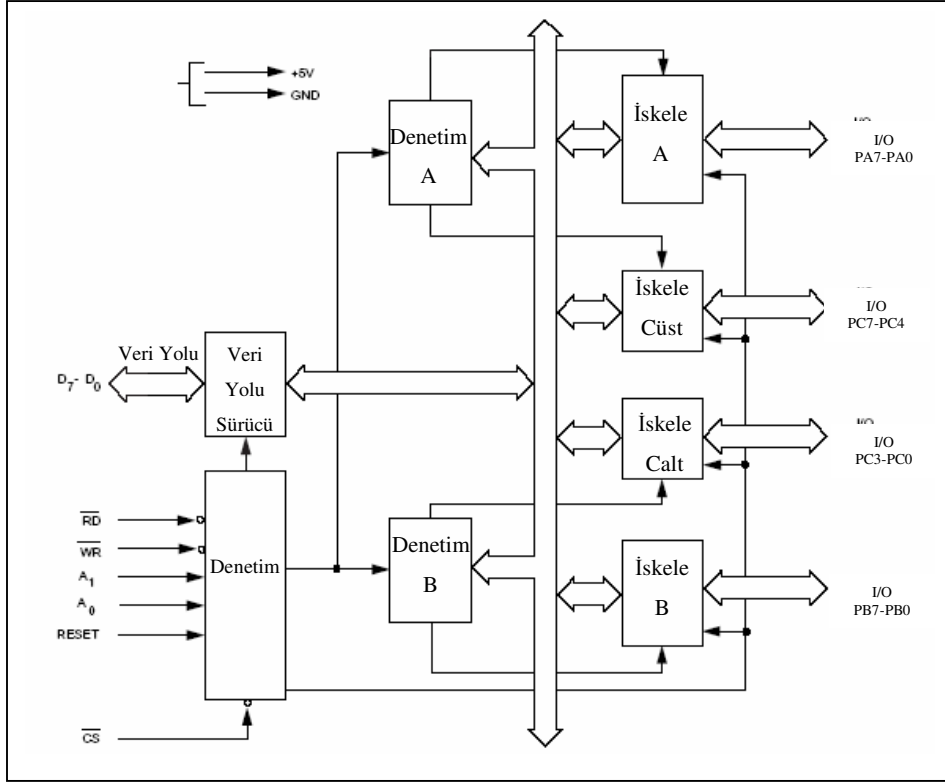 +5V
GND
Denetim
A
İskele
A
I/O
I/O
PA7-PA0
İskele
Cüst
I/O
PC7-PC4
Veri Yolu
D7- D0
Veri
Yolu
Sürücü
İskele
Calt
I/O
I/O
PC3-PC0
RD
WR
A1
A0
RESET
CS
Denetim
Denetim
B
İskele
B
I/O
PB7-PB0